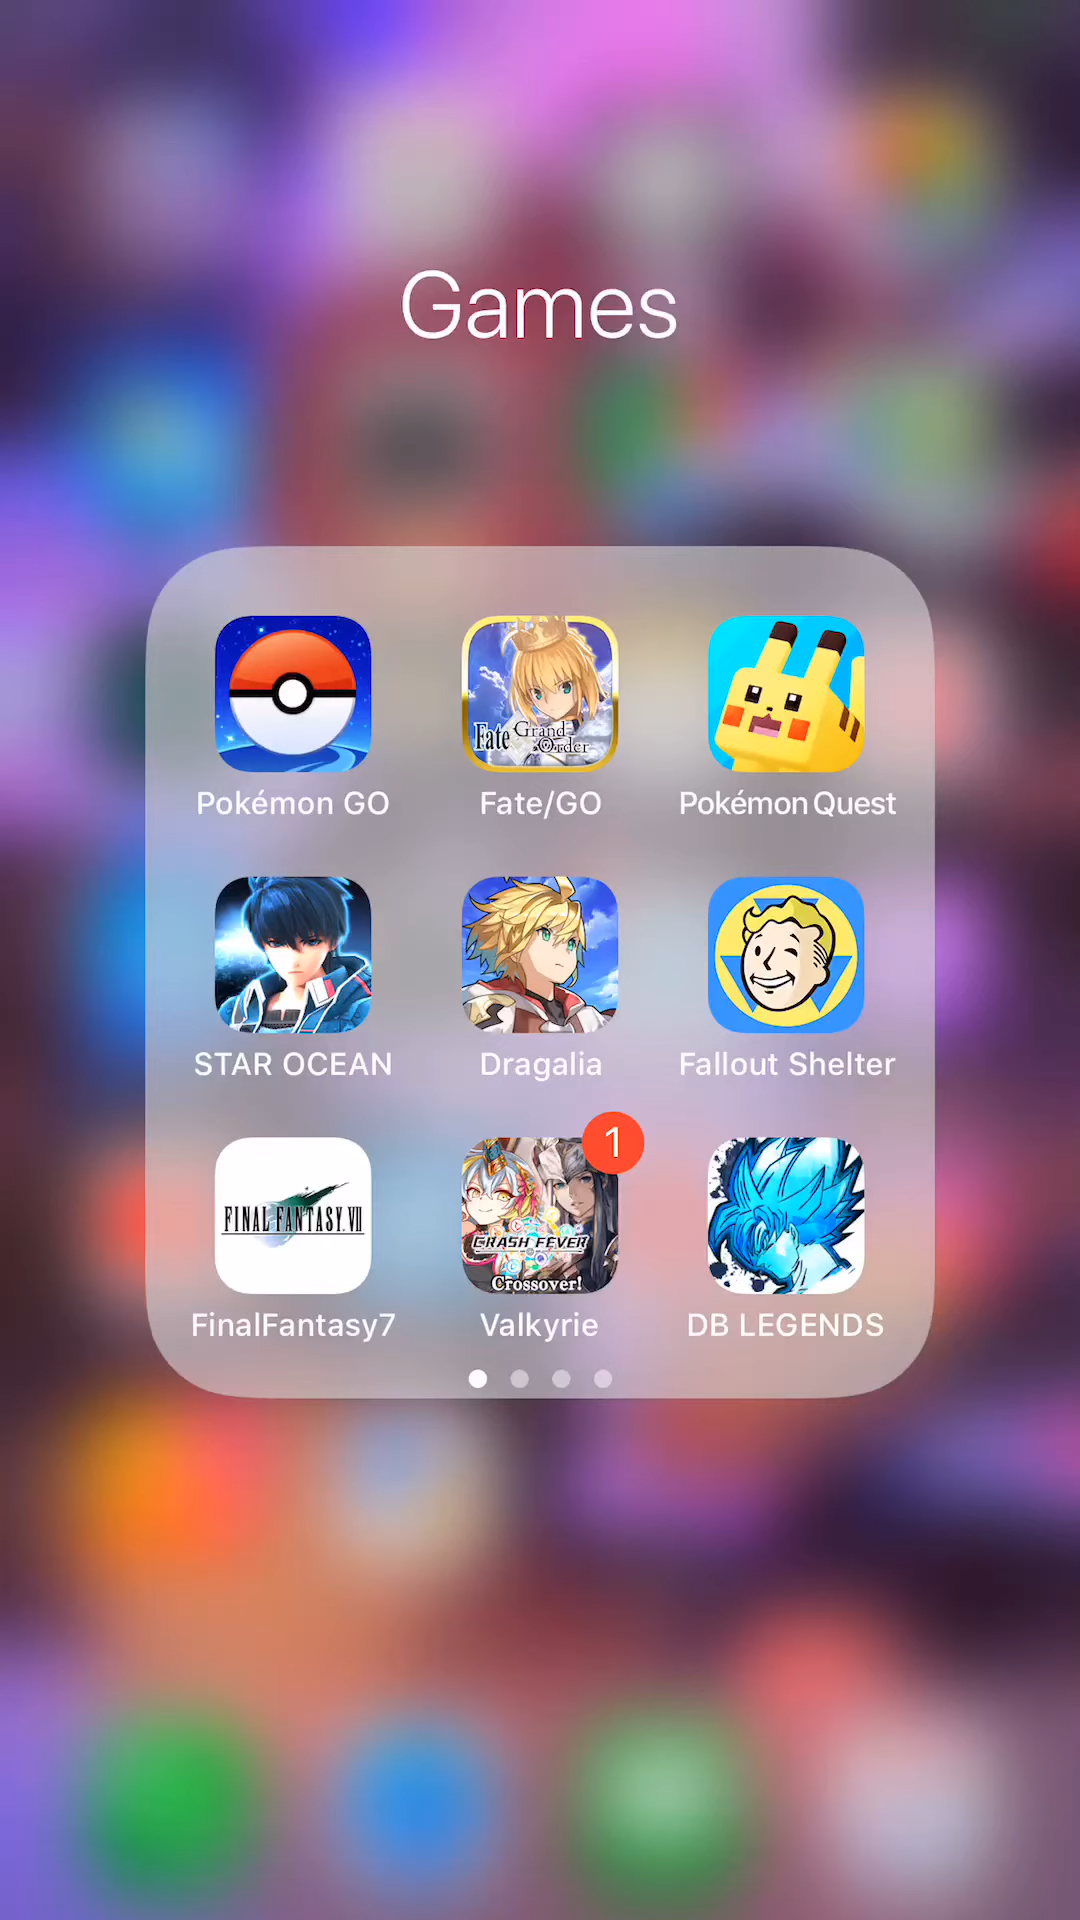 Games
Fate Grand
Order
Pokémon GO
Fate/GO
Pokémon Quest
STAR OCEAN
Dragalia
Fallout Shelter
FINAL FANTASY VII
1
CRASH FEVER
Crossover!
FinalFantasy7
Valkyrie
DB LEGENDS